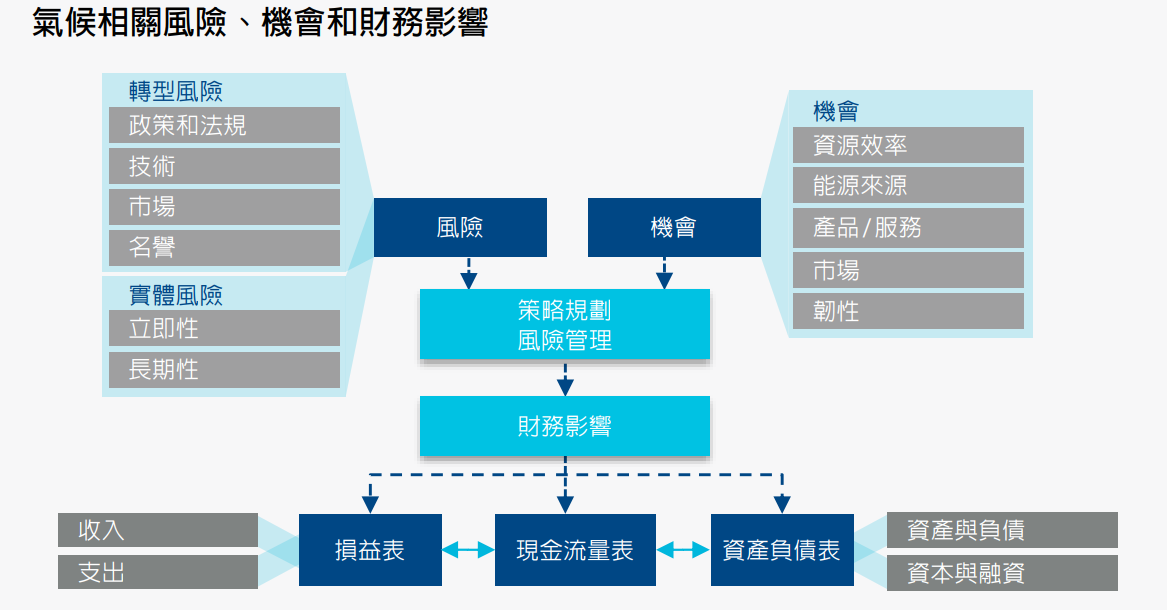 氣候相關風險、機會和財務影響
轉型風險
政策和法規
技術
市場
名譽
實體風險
立即性
長期性
風險
機會
機會
資源效率
能源來源
產品/服務
市場
韌性
策略規劃
風險管理
財務影響
收入
支出
損益表
現金流量表
資產負債表
資產與負債
資本與融資